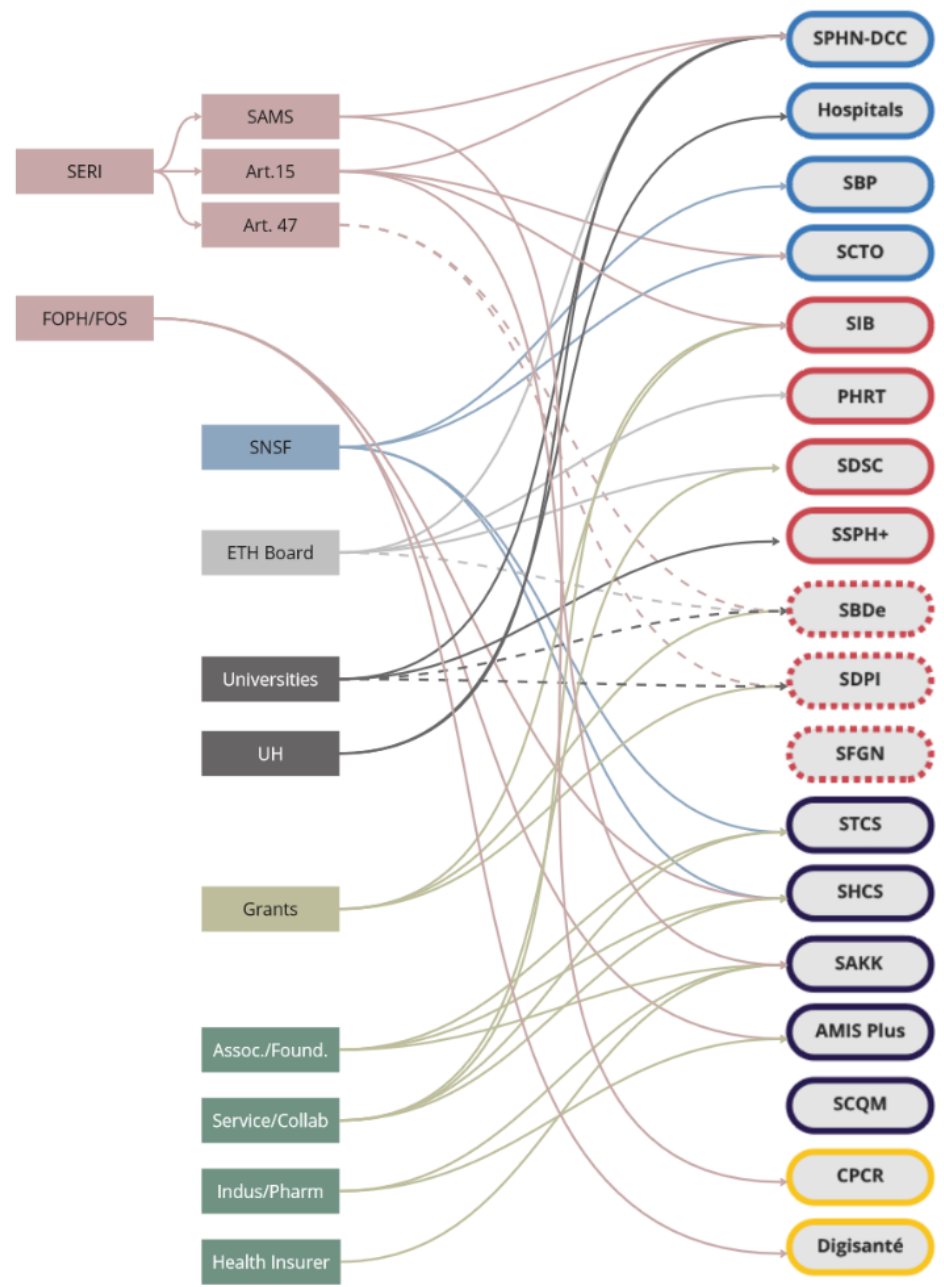 SERI
FOPH/FOS
SAMS
Art.15
Art. 47
SNSF
ETH Board
Universities
UH
Grants
Assoc./Found.
Service/Collab
Indus/Pharm
Health Insurer
SPHN-DCC
Hospitals
SBP
SCTO
SIB
PHRT
SDSC
SSPH+
SBDe
SDPI
SFGN
STCS
SHCS
SAKK
AMIS Plus
SCQM
CPCR
Digisanté